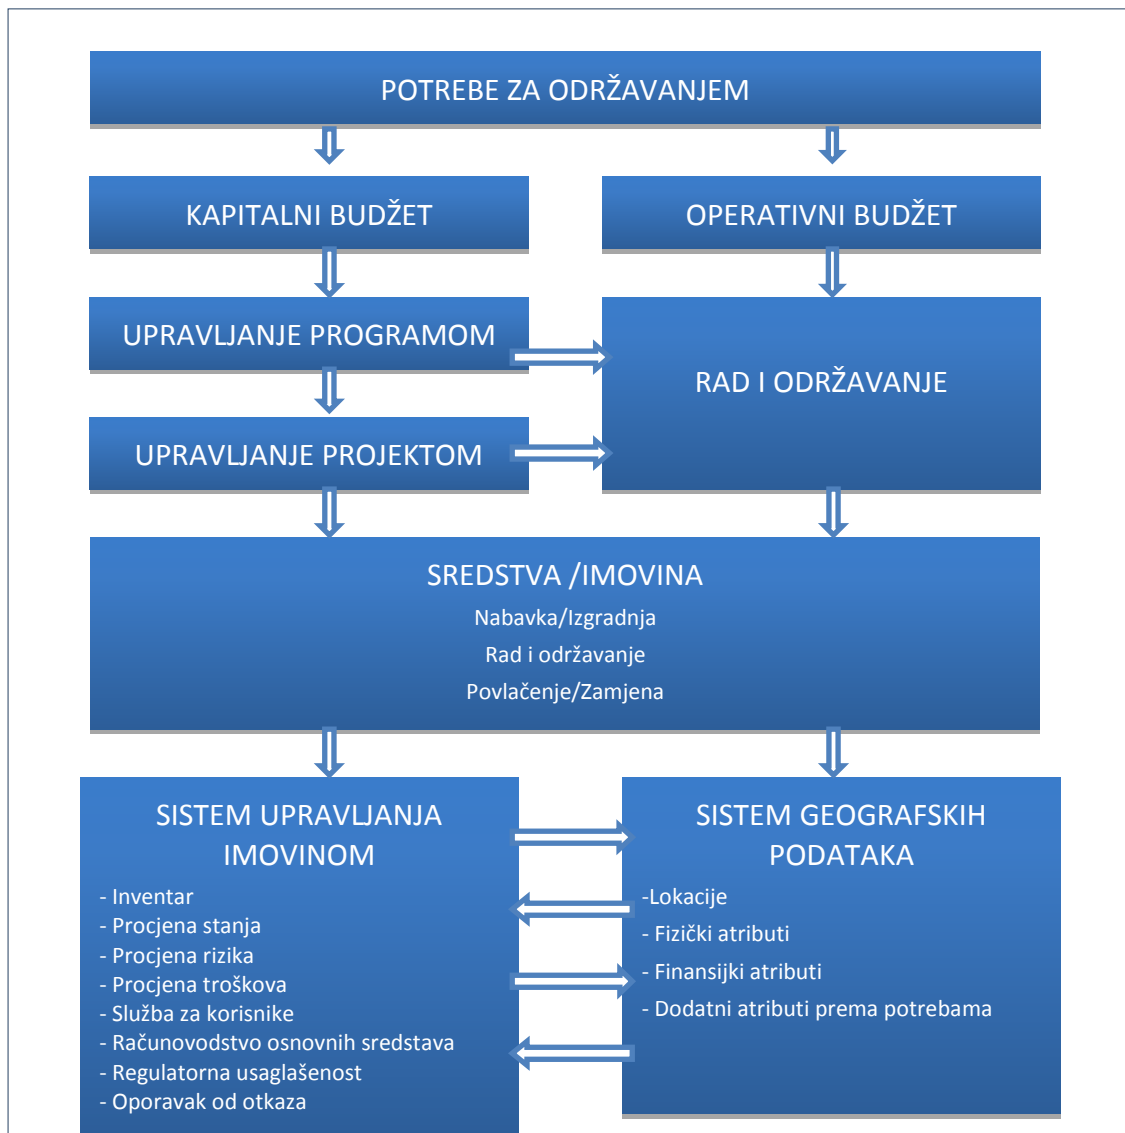 POTREBE ZA ODRŽAVANJEM
KAPITALNI BUDŽET
OPERATIVNI BUDŽET
UPRAVLJANJE PROGRAMOM
RAD I ODRŽAVANJE
UPRAVLJANJE PROJEKTOM
SREDSTVA /IMOVINA
Nabavka/Izgradnja
Rad i održavanje
Povlačenje/Zamjena
SISTEM UPRAVLJANJA
IMOVINOM
- Inventar
- Procjena stanja
- Procjena rizika
- Procjena troškova
- Služba za korisnike
- Računovodstvo osnovnih sredstava
- Regulatorna usaglašenost
- Oporavak od otkaza
SISTEM GEOGRAFSKIH
PODATAKA
-Lokacije
- Fizički atributi
- Finansijki atributi
- Dodatni atributi prema potrebama